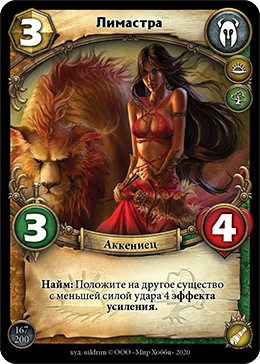 3
Лимастра
3
4
Аккениец
Найм: Положите на другое существо
с меньшей силой удара 4 эффекта
усиления.
167
200
худ. uildrim © ООО «Мир Хобби» 2020